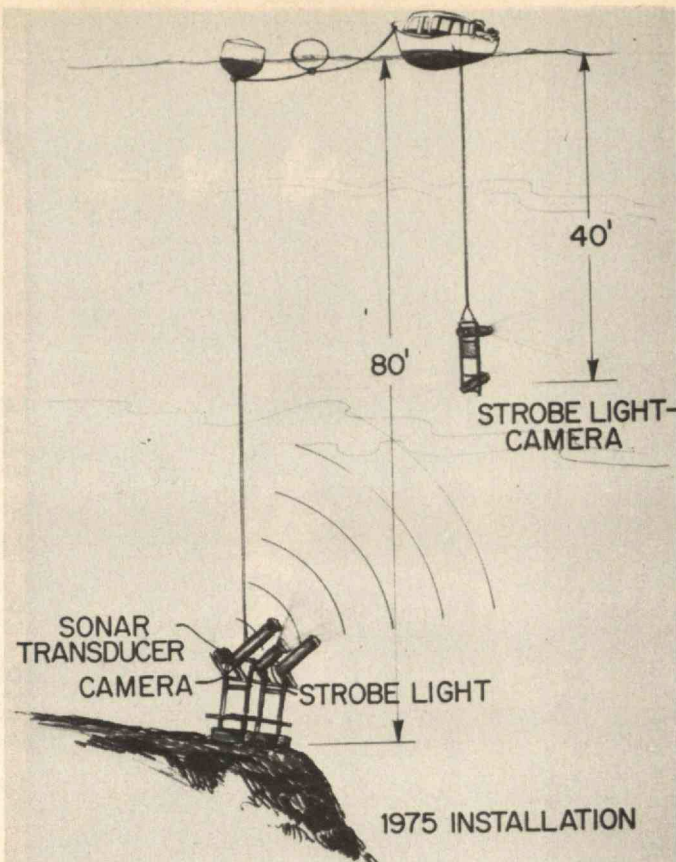 40'
80'
STROBE LIGHT-
CAMERA
SONAR
TRANSDUCER
CAMERA
STROBE LIGHT
1975 INSTALLATION